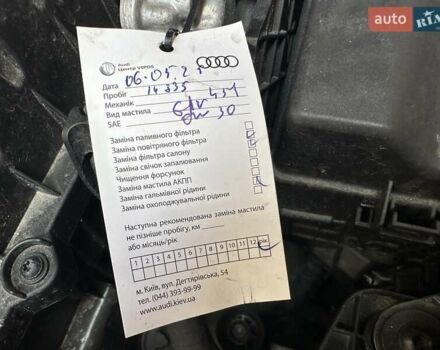 auto RIA
Audi
Центр VIPOS
Дата 06.05.25
Пробіг
Механік
Вид мастила
SAE 30
Заміна паливного фільтра
Заміна повітряного фільтра
Заміна фільтра салону
Заміна свічок запалювання
Чищення форсунок
Заміна мастила АКПП
Заміна гальмівної рідини
Заміна охолоджувальної рідини
Наступна рекомендована заміна мастила
не пізніше пробігу, км
або місяць/рік
1 2 3 4 5 6 7 8 9 10 11 12 рік
м. Київ, вул. Дегтярівська, 54
тел. (044) 393-99-99
www.audi.kiev.ua